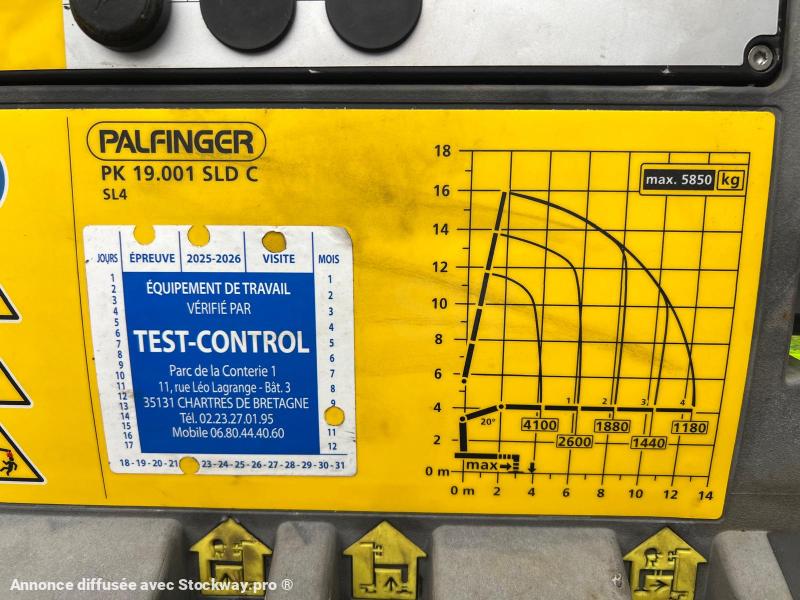 PALFINGER
PK 19.001 SLD C
SL4
JOURS ÉPREUVE 2025-2026 VISITE MOIS
ÉQUIPEMENT DE TRAVAIL
VÉRIFIÉ PAR
TEST-CONTROL
Parc de la Conterie 1
11, rue Léo Lagrange - Bât. 3
35131 CHARTRES DE BRETAGNE
Tél. 02.23.27.01.95
Mobile 06.80.44.40.60
1
2
3
4
5
6
7
8
9
10
11
12
13
14
15
16
17
1
2
3
4
5
6
7
8
9
11
12
18 - 19 - 20 - 21 - 23 - 24 - 25 - 26 - 27 - 28 - 29 - 30 - 31
max. 5850 kg
18
16
14
12
10
8
6
4
2
0 m
20°
1 2 3 4
4100 1880 1180
2600 1440
max
0 m 2 4 6 8 10 12 14
Annonce diffusée avec Stockway.pro ®